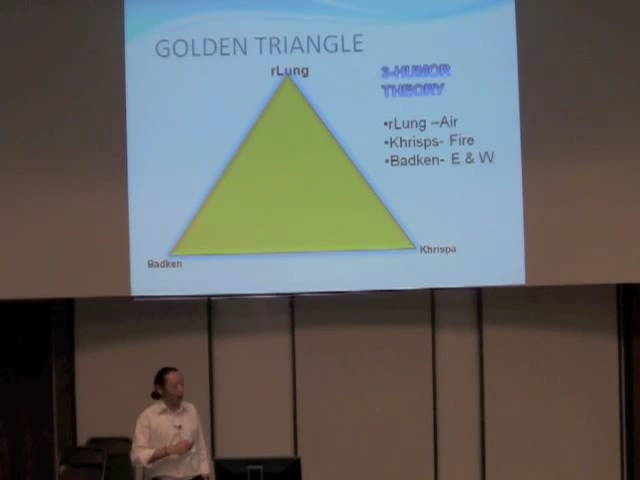 GOLDEN TRIANGLE
rLung
3-HUMOR
THEORY
•rLung –Air
•Khrisps- Fire
•Badken- E & W
Khrispa
Badken